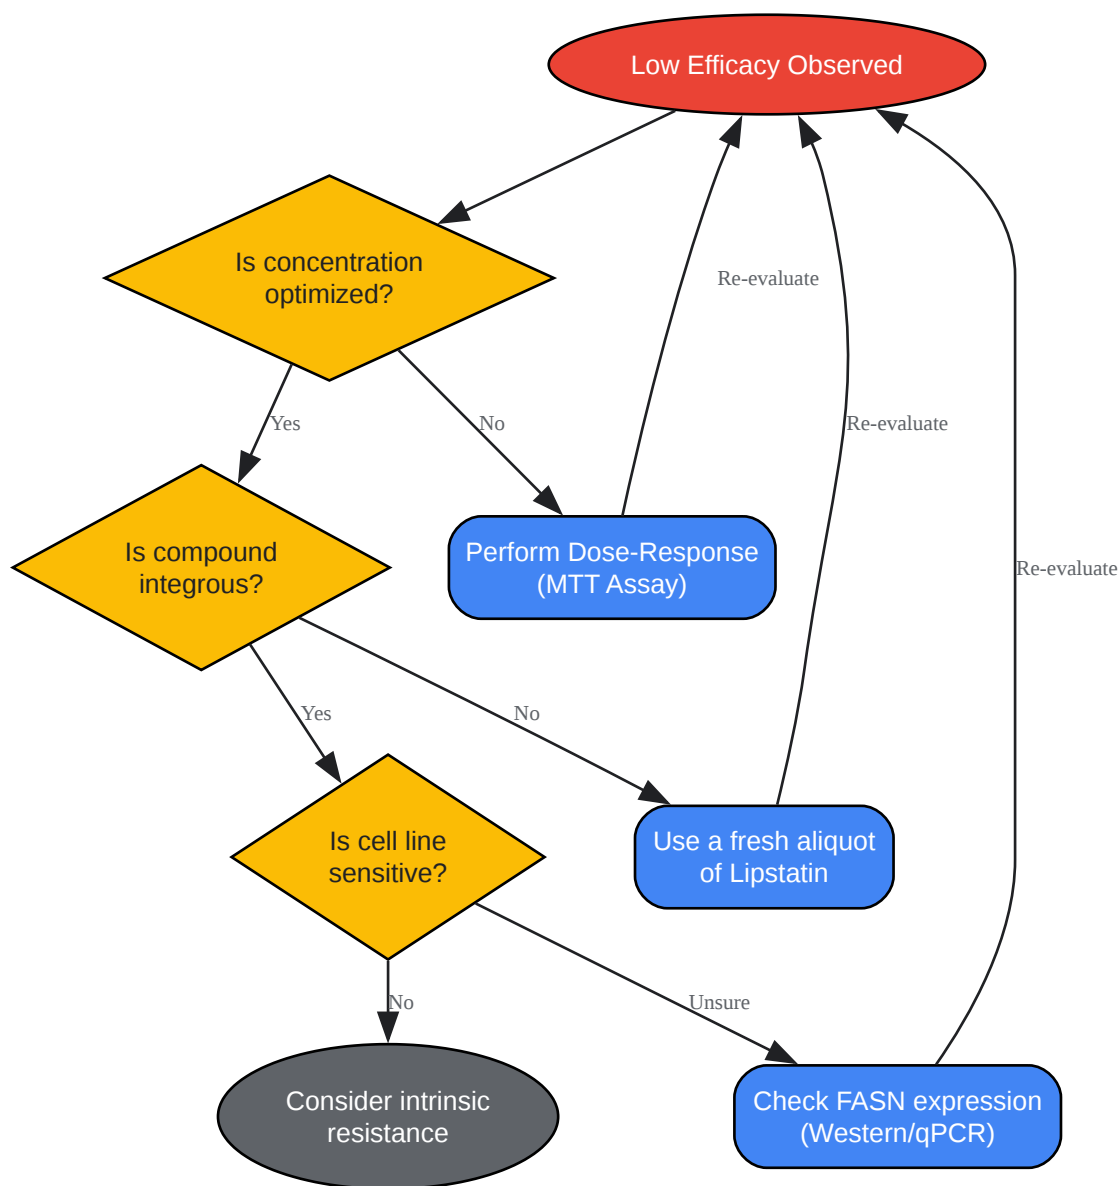 Low Efficacy Observed
Is concentration
optimized?
Re-evaluate
Yes
No
Re-evaluate
Is compound
integrous?
Perform Dose-Response
(MTT Assay)
Re-evaluate
Yes
No
Is cell line
sensitive?
Use a fresh aliquot
of Lipstatin
No
Unsure
Consider intrinsic
resistance
Check FASN expression
(Western/qPCR)